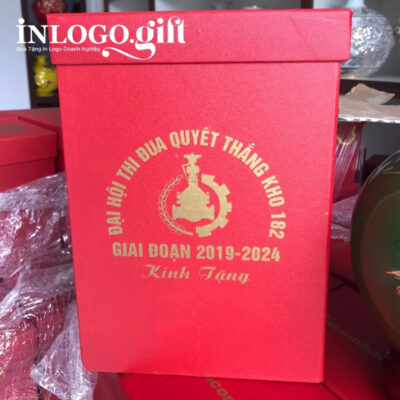 INLOGO.gift
Quà Tặng In Logo Doanh Nghiệp
ĐẠI HỘI THI ĐUA QUYẾT THẮNG KHO 182
GIAI ĐOẠN 2019-2024
Kính Tặng